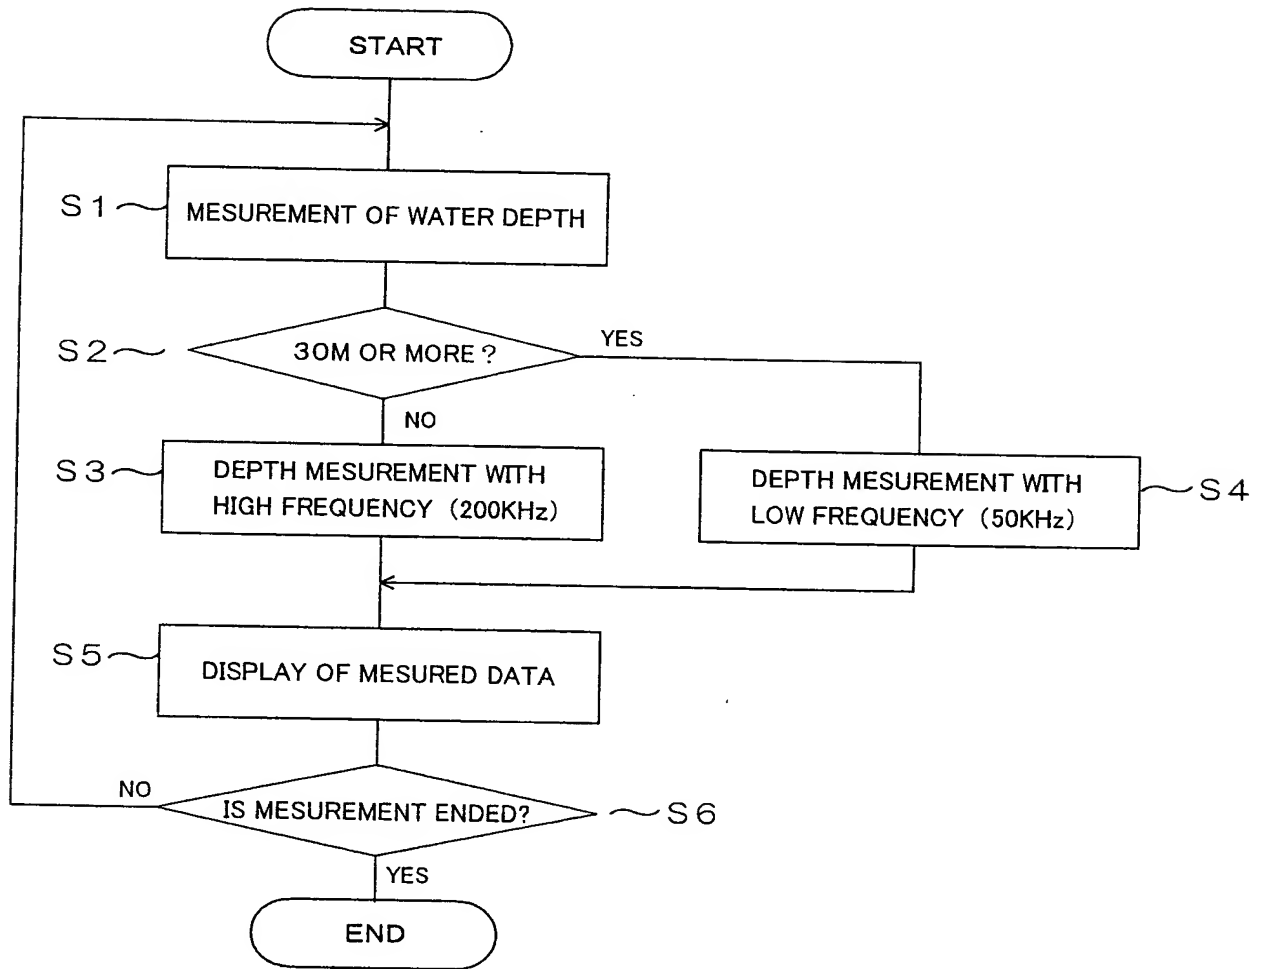 START
S1
MESUREMENT OF WATER DEPTH
S2
30M OR MORE?
YES
NO
S3
DEPTH MESUREMENT WITH
HIGH FREQUENCY (200KHz)
DEPTH MESUREMENT WITH
LOW FREQUENCY (50KHz)
S4
S5
DISPLAY OF MESURED DATA
NO
IS MESUREMENT ENDED?
S6
YES
END